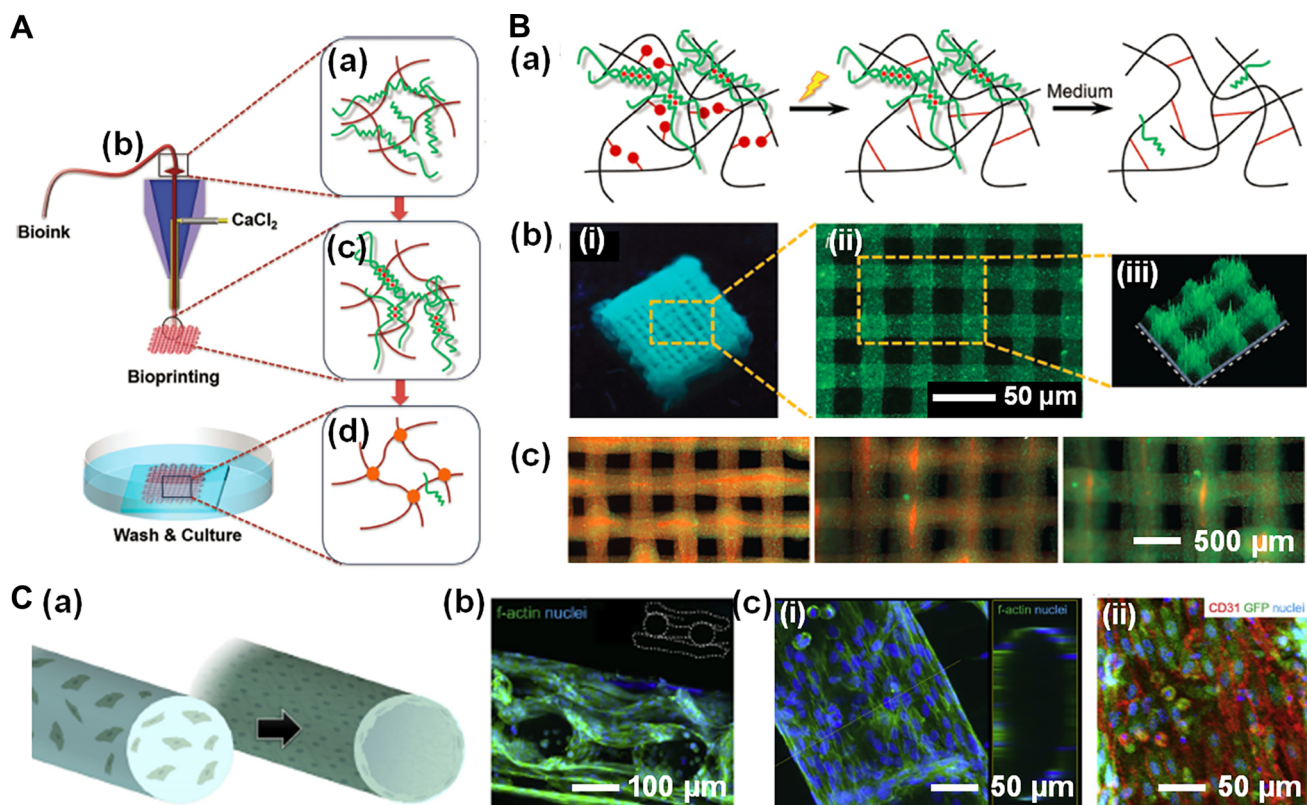 A
(a)
(b)
Bioink
CaCl₂
(c)
Bioprinting
(d)
Wash & Culture
B
(a)
Medium
(b)
(i)
(ii)
50 µm
(iii)
(c)
500 µm
C
(a)
(b)
f-actin nuclei
100 µm
(c)
(i)
f-actin nuclei
50 µm
(ii)
CD31 GFP nuclei
50 µm